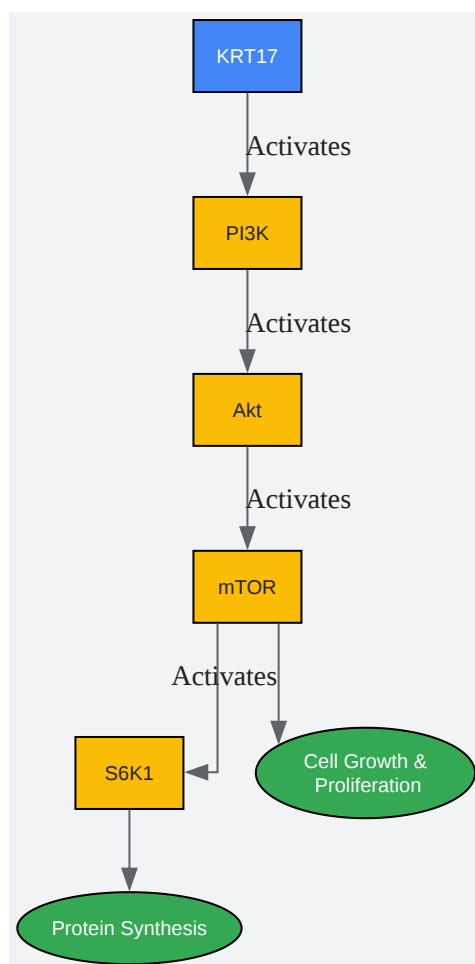 KRT17
Activates
PI3K
Activates
Akt
Activates
mTOR
Activates
Cell Growth &
Proliferation
S6K1
Protein Synthesis